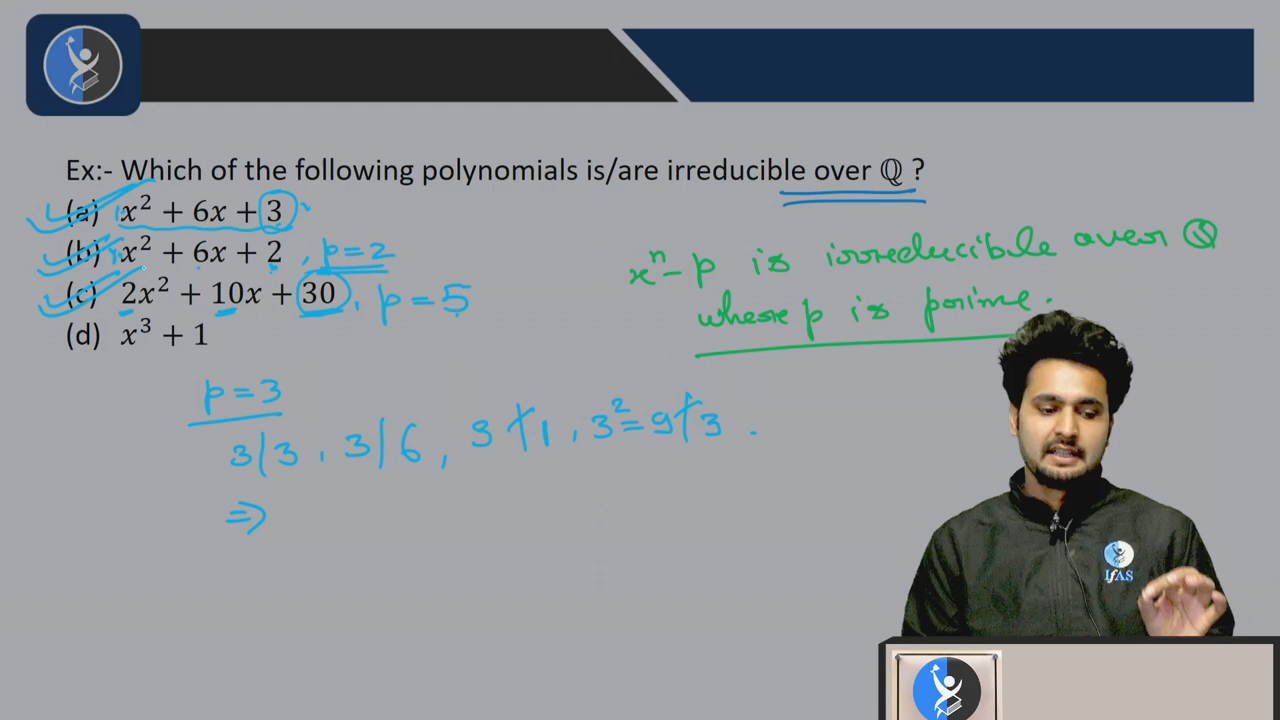 Ex:- Which of the following polynomials is/are irreducible over ℚ ?
(a) x² + 6x + 3
(b) x² + 6x + 2 , p = 2
(c) 2x² + 10x + 30 , p = 5
(d) x³ + 1
xⁿ - p is irreducible over ℚ
where p is prime.
p = 3
3/3 , 3/6 , 3∤1 , 3² = 9∤3 .
⇒
IfAS